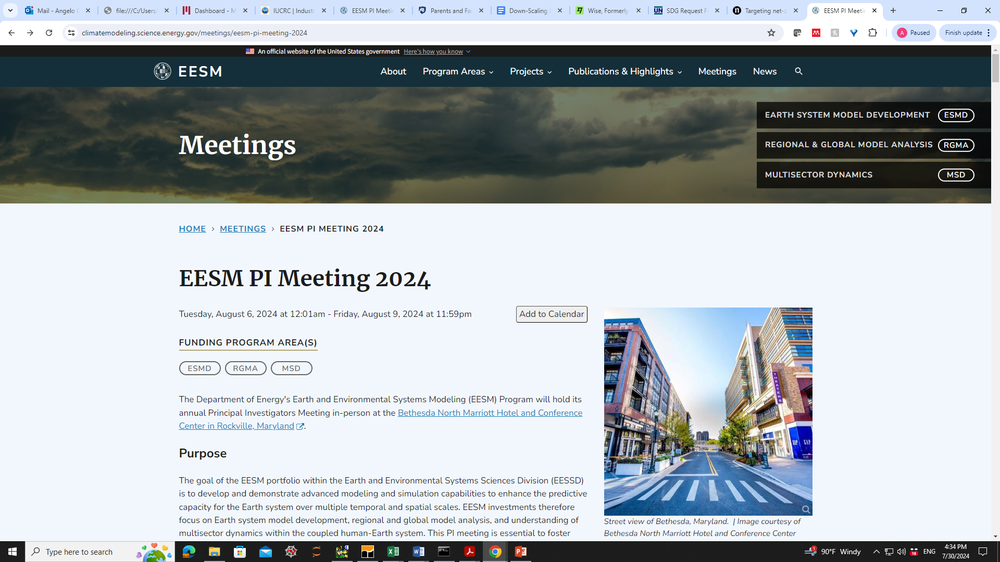 Mail - Angelo C
file:///C:/Users/
Dashboard - M
IUCRC | Industr
EESM PI Meetin
Parents and Fa
Down-Scaling
Wise, Formerly
SDG Request F
Targeting net-z
EESM PI Meetin
climatemodeling.science.energy.gov/meetings/eesm-pi-meeting-2024
A Paused
Finish update
An official website of the United States government Here's how you know
EESM
About Program Areas Projects Publications & Highlights Meetings News
EARTH SYSTEM MODEL DEVELOPMENT ESMD
REGIONAL & GLOBAL MODEL ANALYSIS RGMA
MULTISECTOR DYNAMICS MSD
Meetings
HOME > MEETINGS > EESM PI MEETING 2024
EESM PI Meeting 2024
Tuesday, August 6, 2024 at 12:01am - Friday, August 9, 2024 at 11:59pm
Add to Calendar
FUNDING PROGRAM AREA(S)
ESMD RGMA MSD
The Department of Energy's Earth and Environmental Systems Modeling (EESM) Program will hold its
annual Principal Investigators Meeting in-person at the Bethesda North Marriott Hotel and Conference
Center in Rockville, Maryland.
Purpose
The goal of the EESM portfolio within the Earth and Environmental Systems Sciences Division (EESSD)
is to develop and demonstrate advanced modeling and simulation capabilities to enhance the predictive
capacity for the Earth system over multiple temporal and spatial scales. EESM investments therefore
focus on Earth system model development, regional and global model analysis, and understanding of
multisector dynamics within the coupled human-Earth system. This PI meeting is essential to foster
THEATERS
GAP
GAP
Street view of Bethesda, Maryland. | Image courtesy of
Bethesda North Marriott Hotel and Conference Center
Type here to search
90°F Windy
ENG
4:34 PM
7/30/2024